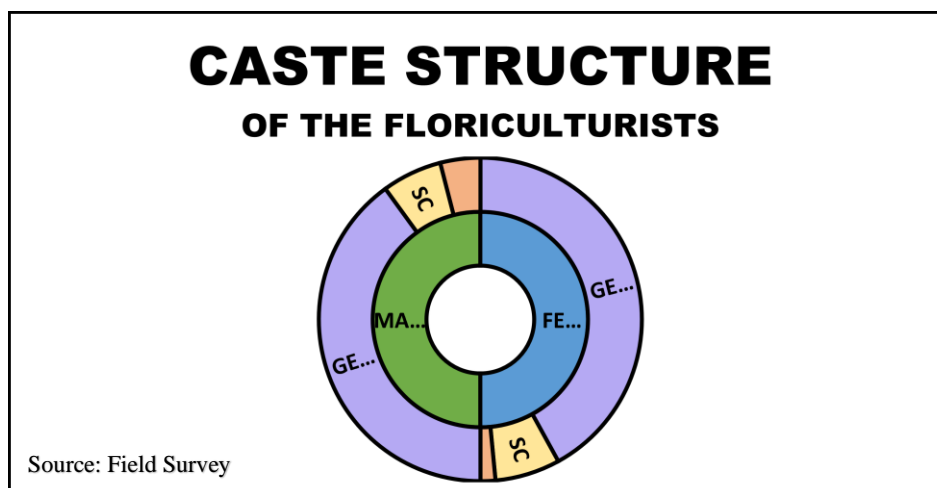 CASTE STRUCTURE
OF THE FLORICULTURISTS
SC
GE...
MA...
FE...
GE...
SC
Source: Field Survey